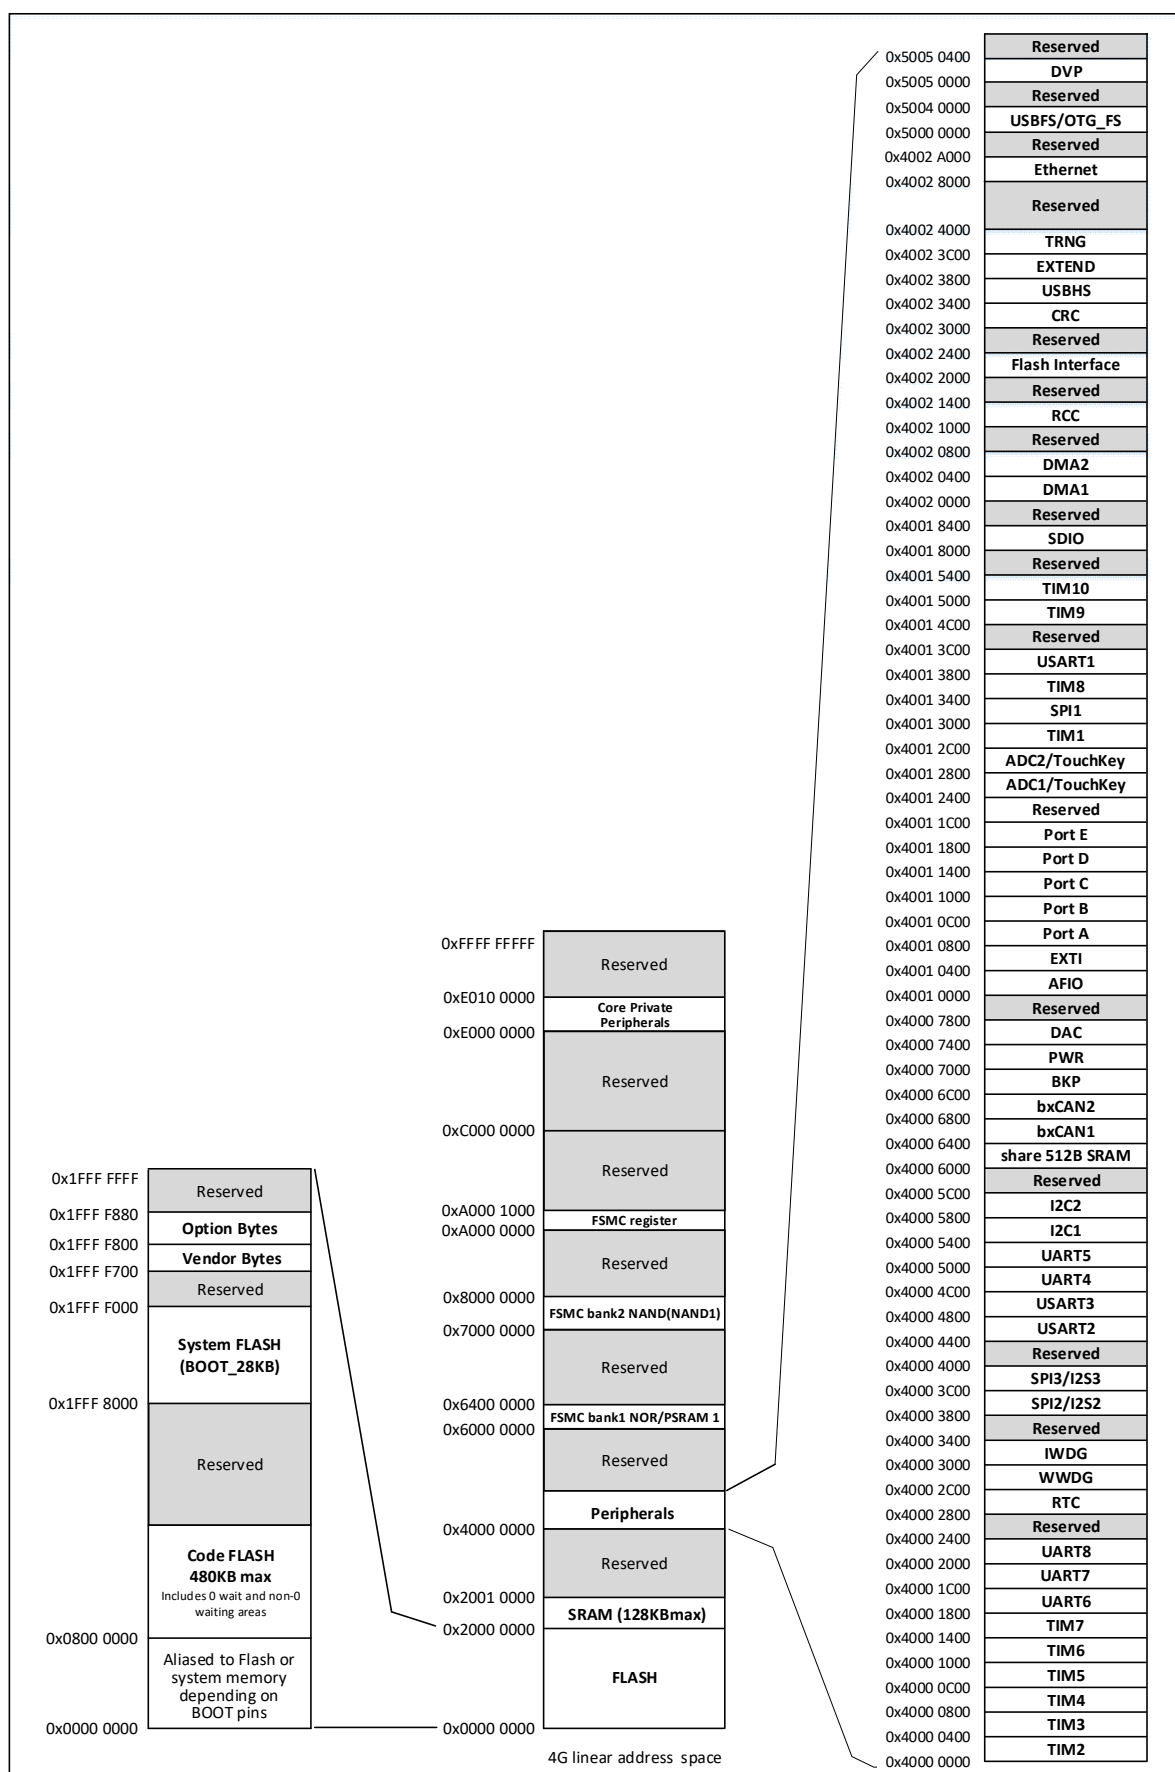 0x5005 0400
Reserved
DVP
0x5005 0000
Reserved
0x5004 0000
USBFS/OTG_FS
0x5000 0000
Reserved
0x4002 A000
Ethernet
0x4002 8000
Reserved
0x4002 4000
TRNG
0x4002 3C00
EXTEND
0x4002 3800
USBHS
0x4002 3400
CRC
0x4002 3000
Reserved
0x4002 2400
Flash Interface
0x4002 2000
Reserved
0x4002 1400
RCC
0x4002 1000
Reserved
0x4002 0800
DMA2
0x4002 0400
DMA1
0x4002 0000
Reserved
0x4001 8400
SDIO
0x4001 8000
Reserved
0x4001 5400
TIM10
0x4001 5000
TIM9
0x4001 4C00
Reserved
0x4001 3C00
USART1
0x4001 3800
TIM8
0x4001 3400
SPI1
0x4001 3000
TIM1
0x4001 2C00
ADC2/TouchKey
0x4001 2800
ADC1/TouchKey
0x4001 2400
Reserved
0x4001 1C00
Port E
0x4001 1800
Port D
0x4001 1400
Port C
0x4001 1000
Port B
0x4001 0C00
Port A
0x4001 0800
EXTI
0x4001 0400
AFIO
0x4001 0000
Reserved
0x4000 7800
DAC
0x4000 7400
PWR
0x4000 7000
BKP
0x4000 6C00
bxCAN2
0x4000 6800
bxCAN1
0x4000 6400
share 512B SRAM
0x4000 6000
Reserved
0x4000 5C00
I2C2
0x4000 5800
I2C1
0x4000 5400
UART5
0x4000 5000
UART4
0x4000 4C00
USART3
0x4000 4800
USART2
0x4000 4400
Reserved
0x4000 4000
SPI3/I2S3
0x4000 3C00
SPI2/I2S2
0x4000 3800
Reserved
0x4000 3400
IWDG
0x4000 3000
WWDG
0x4000 2C00
RTC
0x4000 2800
Reserved
0x4000 2400
UART8
0x4000 2000
UART7
0x4000 1C00
UART6
0x4000 1800
TIM7
0x4000 1400
TIM6
0x4000 1000
TIM5
0x4000 0C00
TIM4
0x4000 0800
TIM3
0x4000 0400
TIM2
0x4000 0000
0xFFFF FFFFF
Reserved
0xE010 0000
Core Private
Peripherals
0xE000 0000
Reserved
0xC000 0000
Reserved
0xA000 1000
FSMC register
0xA000 0000
Reserved
0x8000 0000
FSMC bank2 NAND(NAND1)
0x7000 0000
Reserved
0x6400 0000
FSMC bank1 NOR/PSRAM 1
0x6000 0000
Reserved
Peripherals
0x4000 0000
Reserved
0x2001 0000
SRAM (128KBmax)
0x2000 0000
FLASH
0x0000 0000
4G linear address space
0x1FFF FFFF
Reserved
0x1FFF F880
Option Bytes
0x1FFF F800
Vendor Bytes
0x1FFF F700
Reserved
0x1FFF F000
System FLASH
(BOOT_28KB)
0x1FFF 8000
Reserved
Code FLASH
480KB max
Includes 0 wait and non-0
waiting areas
0x0800 0000
Aliased to Flash or
system memory
depending on
BOOT pins
0x0000 0000